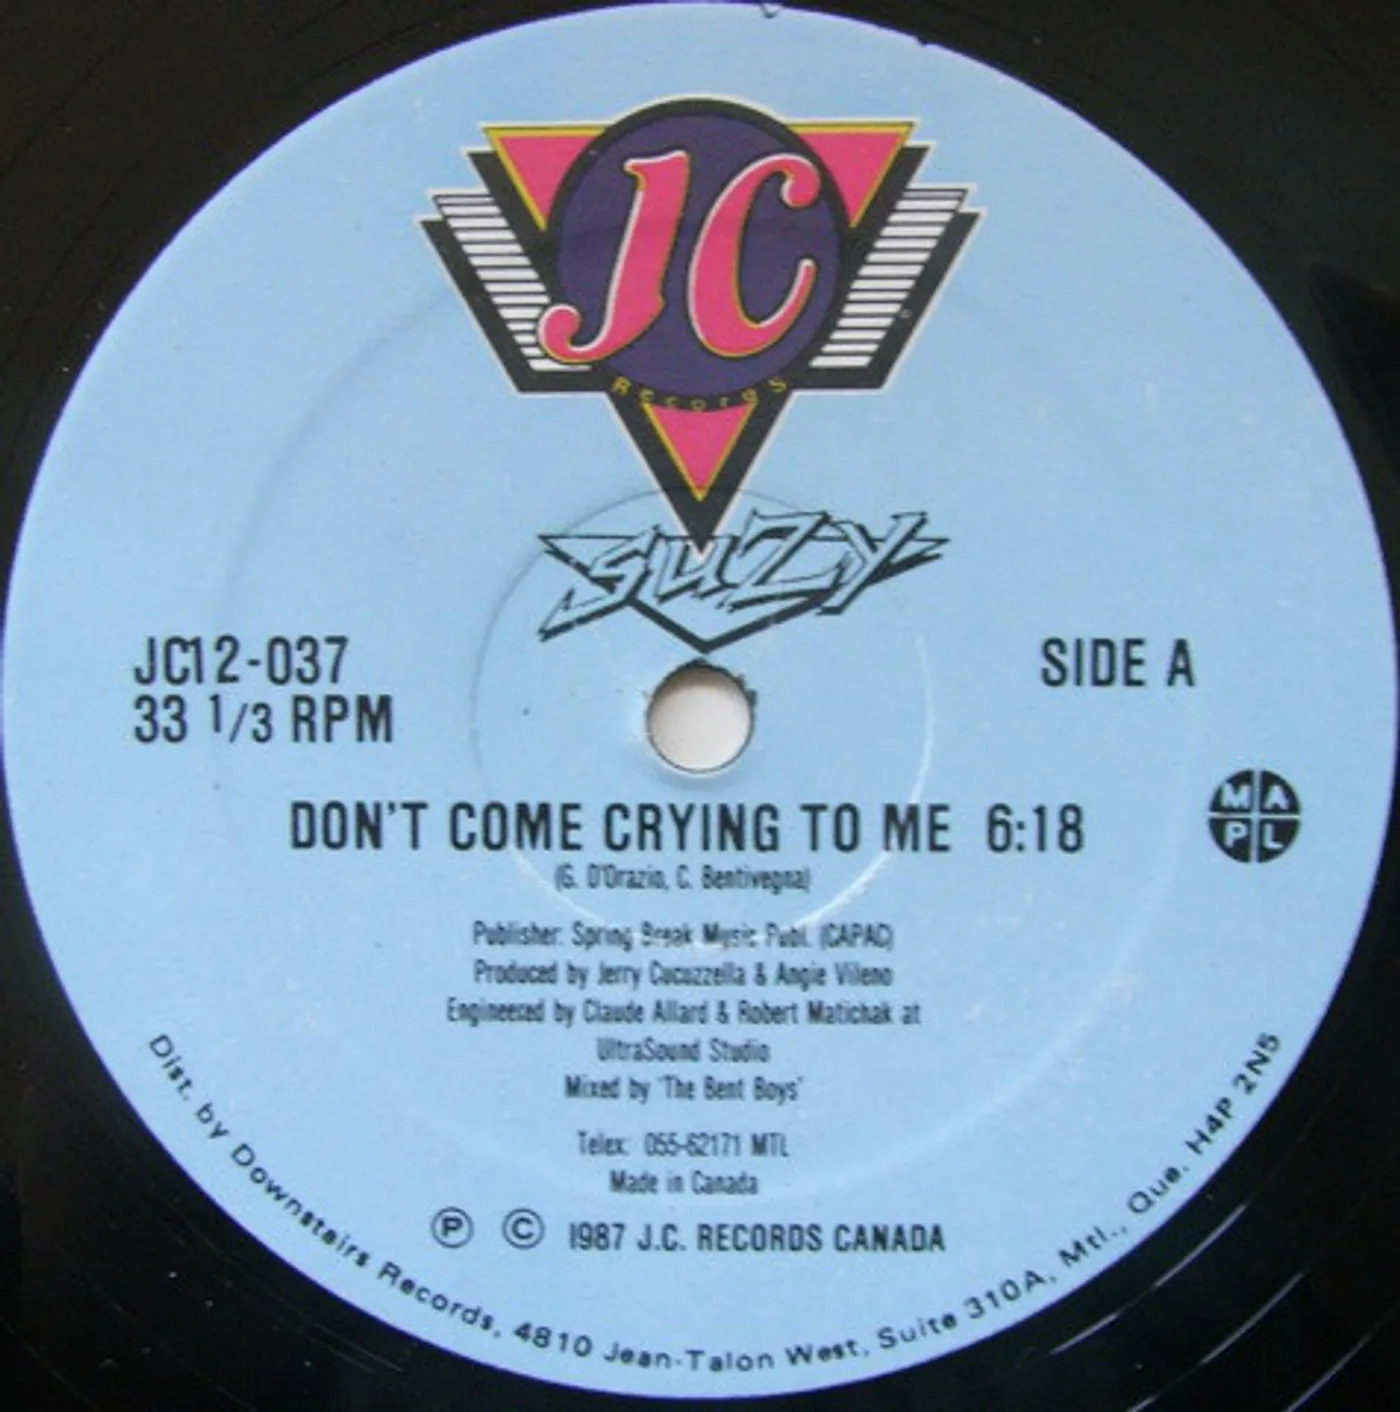 JC
Records
SUZY
JC12-037
33 1/3 RPM
SIDE A
MAPL
DON'T COME CRYING TO ME 6:18
(G. D'Orazio, C. Bentivegna)
Publisher: Spring Break Music Publ. (CAPAC)
Produced by Jerry Cucuzzella & Angie Vileno
Engineered by Claude Allard & Robert Matichak at
UltraSound Studio
Mixed by 'The Bent Boys'
Telex: 055-62171 MTL
Made in Canada
Ⓟ © 1987 J.C. RECORDS CANADA
Dist. by Downstairs Records, 4810 Jean-Talon West, Suite 310A, Mtl., Que. H4P 2N5